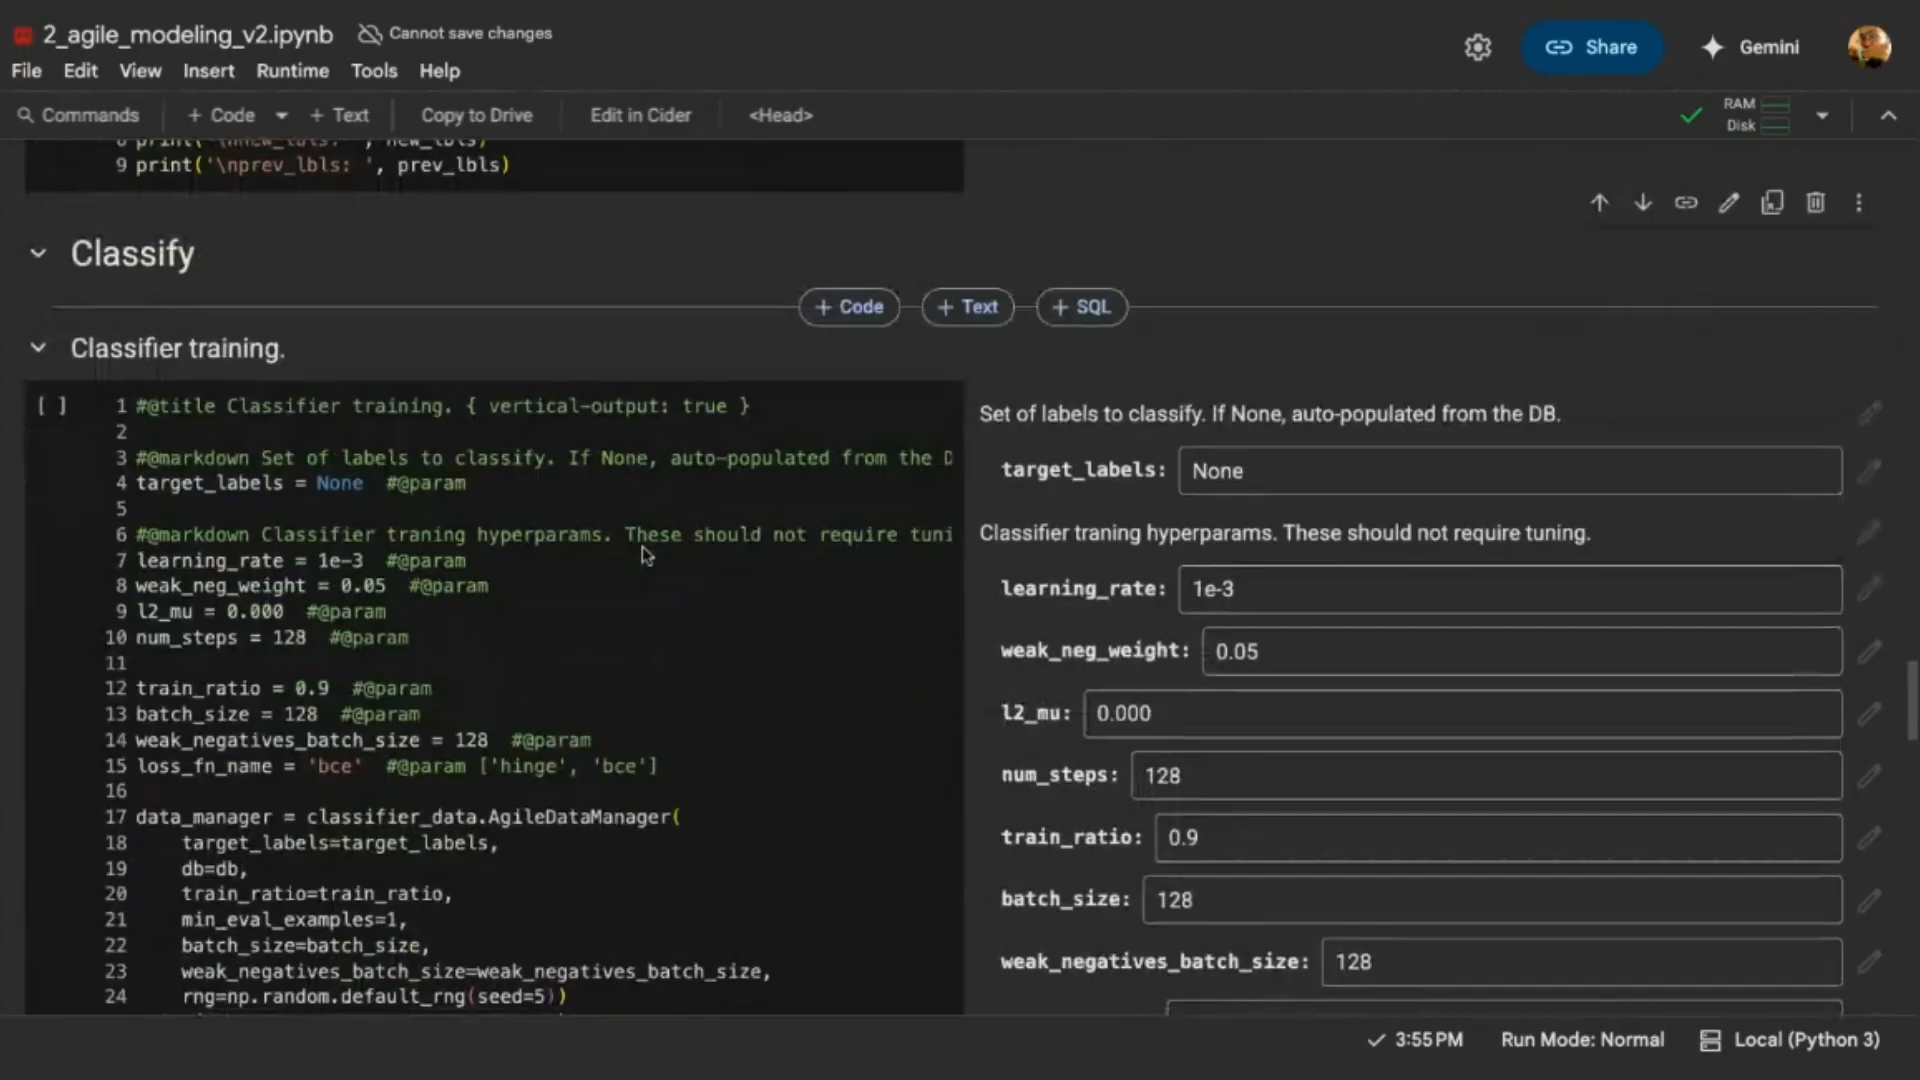 2_agile_modeling_v2.ipynb
Cannot save changes
File Edit View Insert Runtime Tools Help
Share
Gemini
Commands
+ Code
+ Text
Copy to Drive
Edit in Cider
<Head>
RAM
Disk
8 print('\nnew_lbls: ', new_lbls)
9 print('\nprev_lbls: ', prev_lbls)
Classify
+ Code
+ Text
+ SQL
Classifier training.
[ ]
1 #@title Classifier training. { vertical-output: true }
2
3 #@markdown Set of labels to classify. If None, auto-populated from the D
4 target_labels = None #@param
5
6 #@markdown Classifier traning hyperparams. These should not require tuni
7 learning_rate = 1e-3 #@param
8 weak_neg_weight = 0.05 #@param
9 l2_mu = 0.000 #@param
10 num_steps = 128 #@param
11
12 train_ratio = 0.9 #@param
13 batch_size = 128 #@param
14 weak_negatives_batch_size = 128 #@param
15 loss_fn_name = 'bce' #@param ['hinge', 'bce']
16
17 data_manager = classifier_data.AgileDataManager(
18 target_labels=target_labels,
19 db=db,
20 train_ratio=train_ratio,
21 min_eval_examples=1,
22 batch_size=batch_size,
23 weak_negatives_batch_size=weak_negatives_batch_size,
24 rng=np.random.default_rng(seed=5))
Set of labels to classify. If None, auto-populated from the DB.
target_labels: None
Classifier traning hyperparams. These should not require tuning.
learning_rate: 1e-3
weak_neg_weight: 0.05
l2_mu: 0.000
num_steps: 128
train_ratio: 0.9
batch_size: 128
weak_negatives_batch_size: 128
3:55 PM
Run Mode: Normal
Local (Python 3)